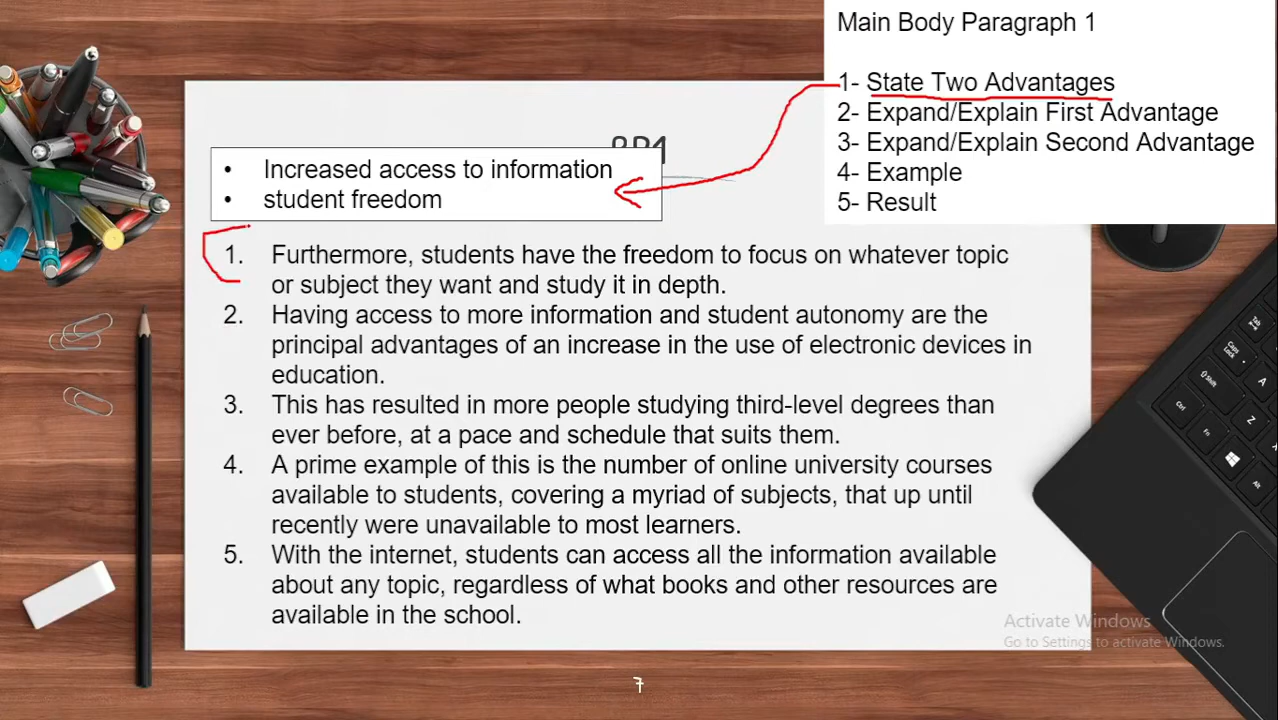 Main Body Paragraph 1
1- State Two Advantages
2- Expand/Explain First Advantage
3- Expand/Explain Second Advantage
4- Example
5- Result
• Increased access to information
• student freedom
1. Furthermore, students have the freedom to focus on whatever topic
or subject they want and study it in depth.
2. Having access to more information and student autonomy are the
principal advantages of an increase in the use of electronic devices in
education.
3. This has resulted in more people studying third-level degrees than
ever before, at a pace and schedule that suits them.
4. A prime example of this is the number of online university courses
available to students, covering a myriad of subjects, that up until
recently were unavailable to most learners.
5. With the internet, students can access all the information available
about any topic, regardless of what books and other resources are
available in the school.
Activate Windows
Go to Settings to activate Windows.
7
Tab
Caps
Lock
Shift
Ctrl
Fn
Alt
A
Z